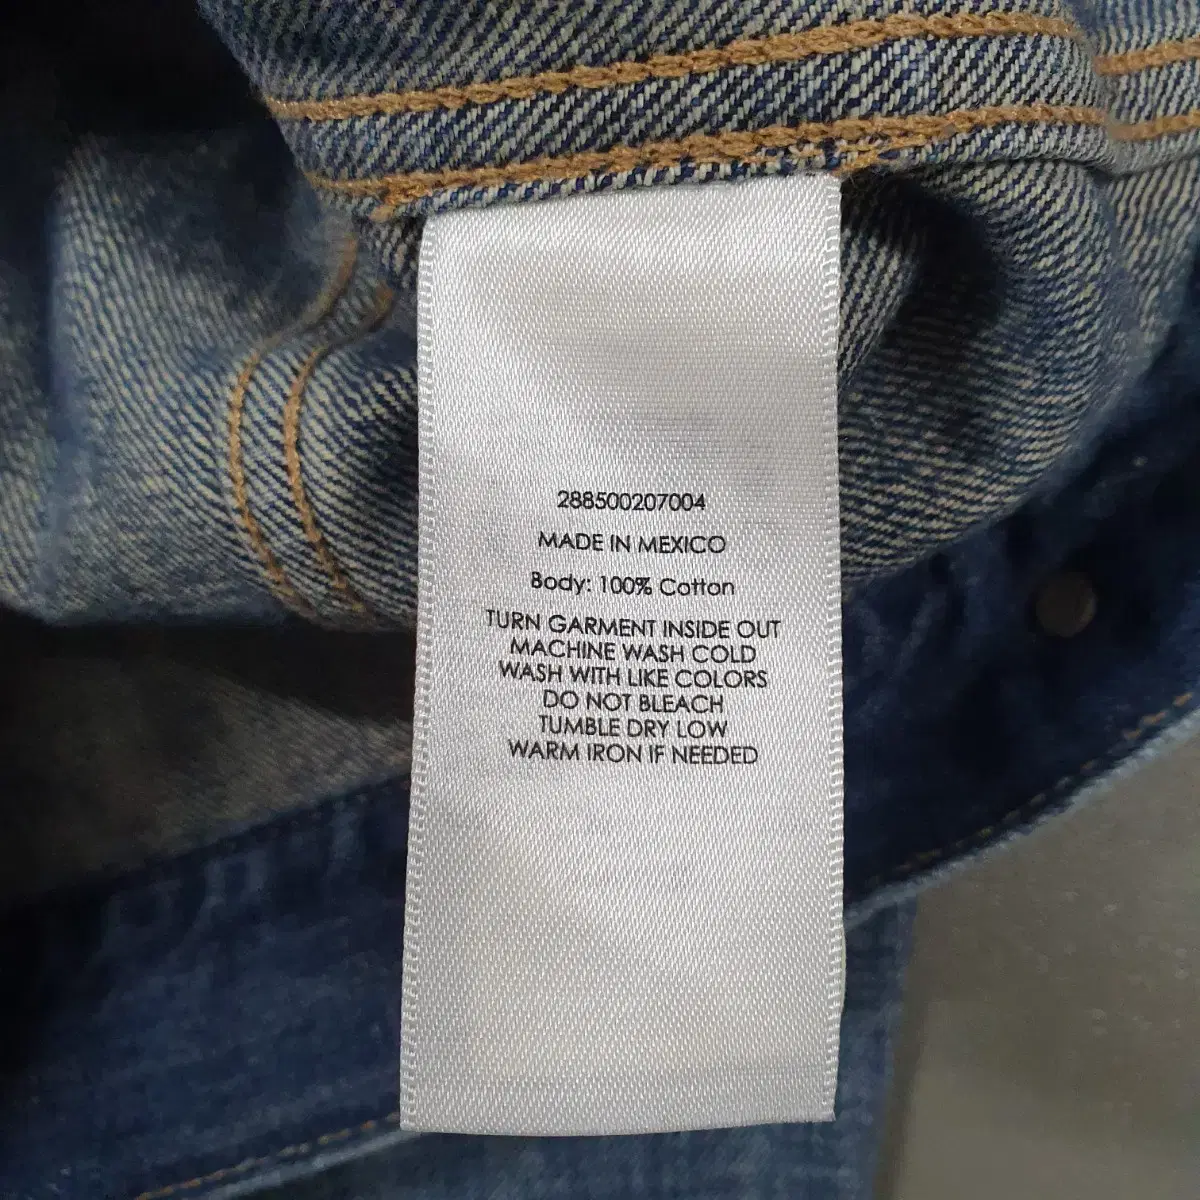 288500207004
MADE IN MEXICO
Body: 100% Cotton
TURN GARMENT INSIDE OUT
MACHINE WASH COLD
WASH WITH LIKE COLORS
DO NOT BLEACH
TUMBLE DRY LOW
WARM IRON IF NEEDED